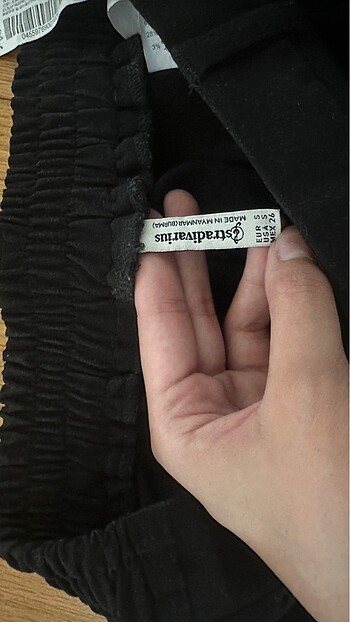 stradivarius
MADE IN MYANMAR(BURMA)
EUR S
USA S
MEX 26